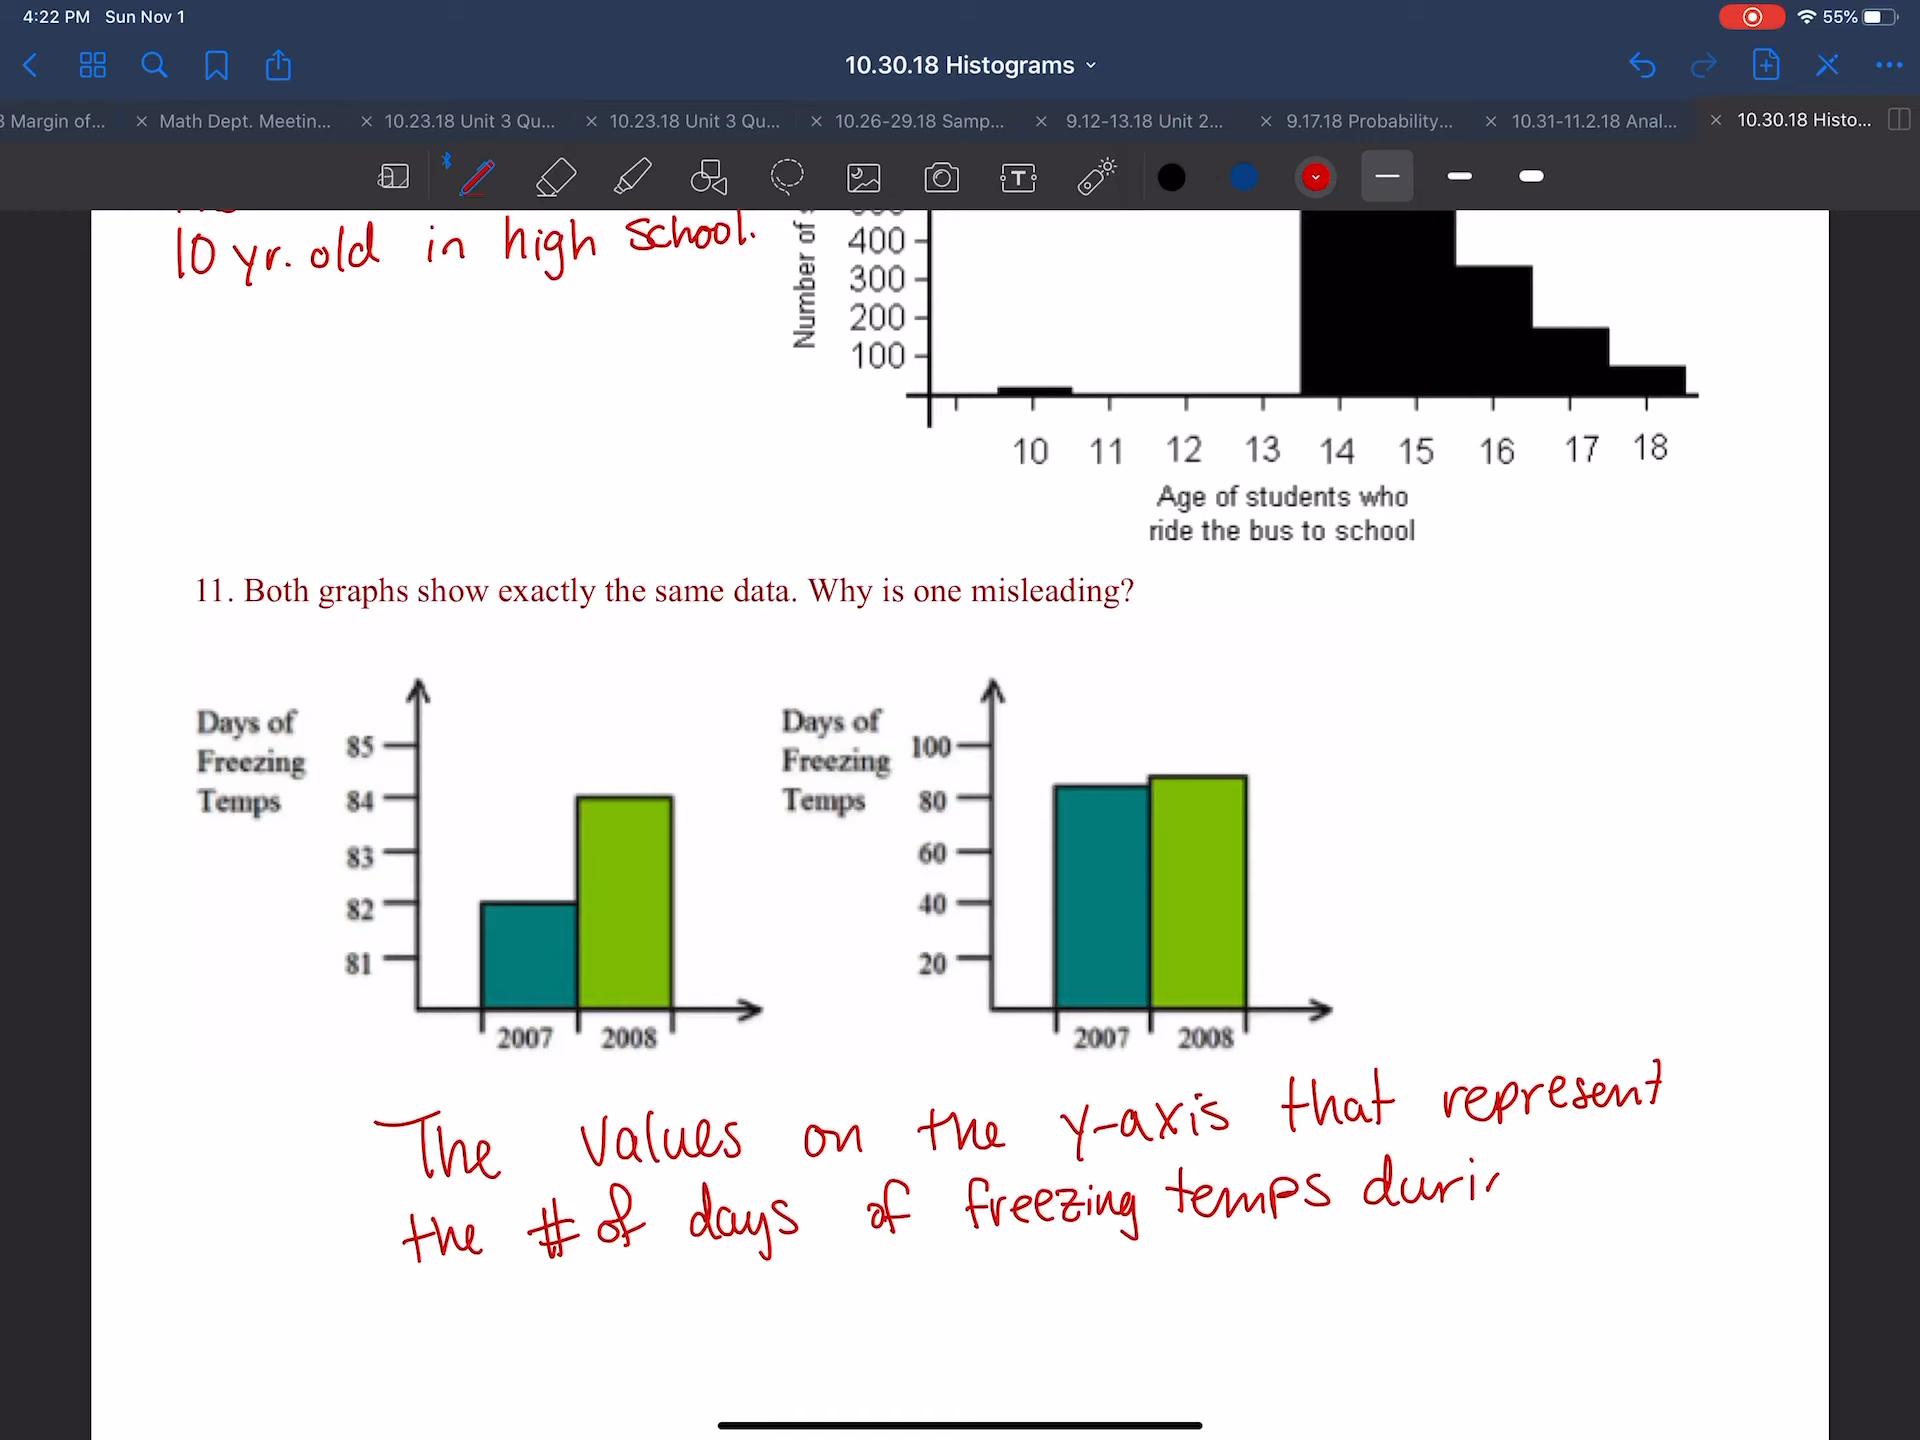 4:22 PM Sun Nov 1
55%
10.30.18 Histograms
3 Margin of...
Math Dept. Meetin...
10.23.18 Unit 3 Qu...
10.23.18 Unit 3 Qu...
10.26-29.18 Samp...
9.12-13.18 Unit 2...
9.17.18 Probability...
10.31-11.2.18 Anal...
10.30.18 Histo...
10 yr. old in high school.
Number of
400
300
200
100
10 11 12 13 14 15 16 17 18
Age of students who
ride the bus to school
11. Both graphs show exactly the same data. Why is one misleading?
Days of
Freezing
Temps
85
84
83
82
81
2007 2008
Days of
Freezing
Temps
100
80
60
40
20
2007 2008
The values on the y-axis that represent
the # of days of freezing temps duri